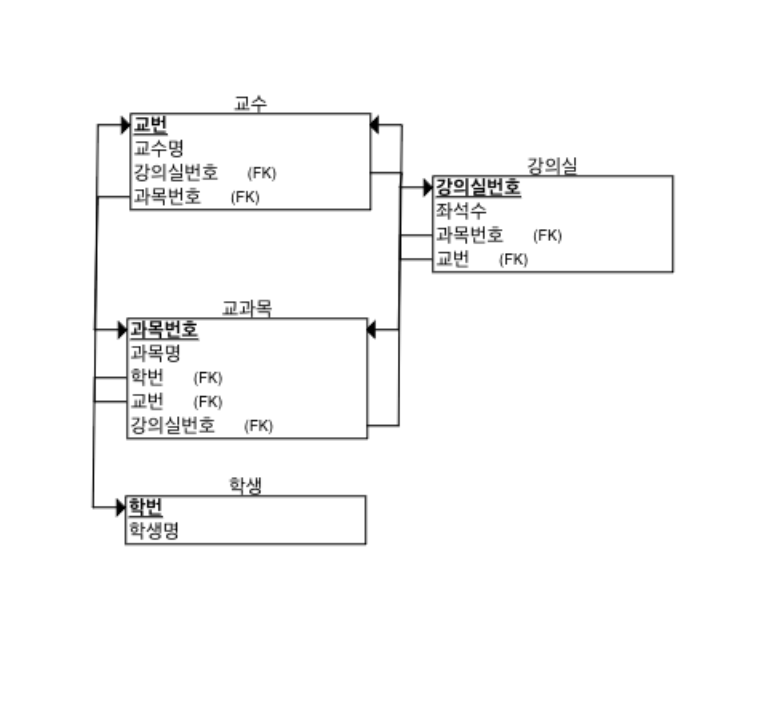 교수
교번
교수명
강의실번호 (FK)
과목번호 (FK)
강의실
강의실번호
좌석수
과목번호 (FK)
교번 (FK)
교과목
과목번호
과목명
학번 (FK)
교번 (FK)
강의실번호 (FK)
학생
학번
학생명